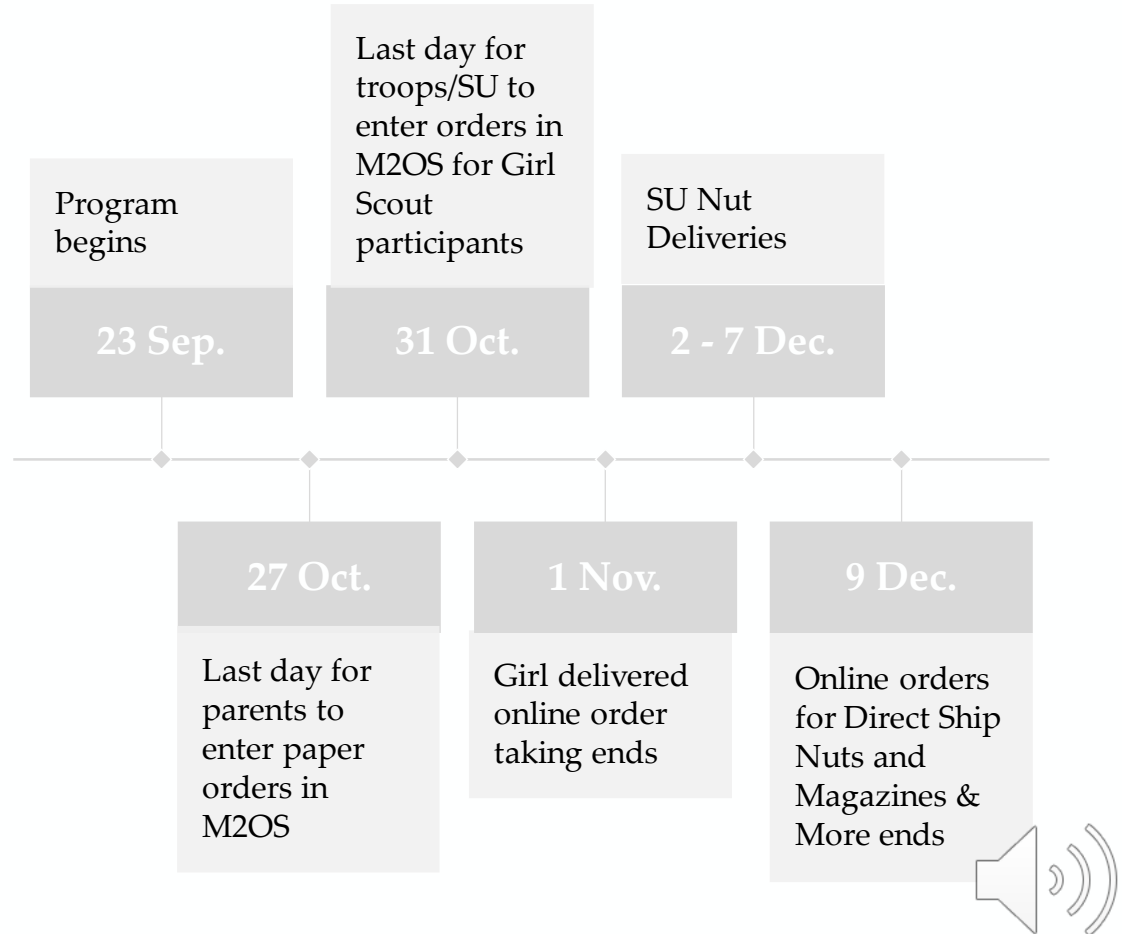 Program
begins
23 Sep.
27 Oct.
Last day for
parents to
enter paper
orders in
M2OS
Last day for
troops/SU to
enter orders in
M2OS for Girl
Scout
participants
31 Oct.
1 Nov.
Girl delivered
online order
taking ends
SU Nut
Deliveries
2 - 7 Dec.
9 Dec.
Online orders
for Direct Ship
Nuts and
Magazines &
More ends